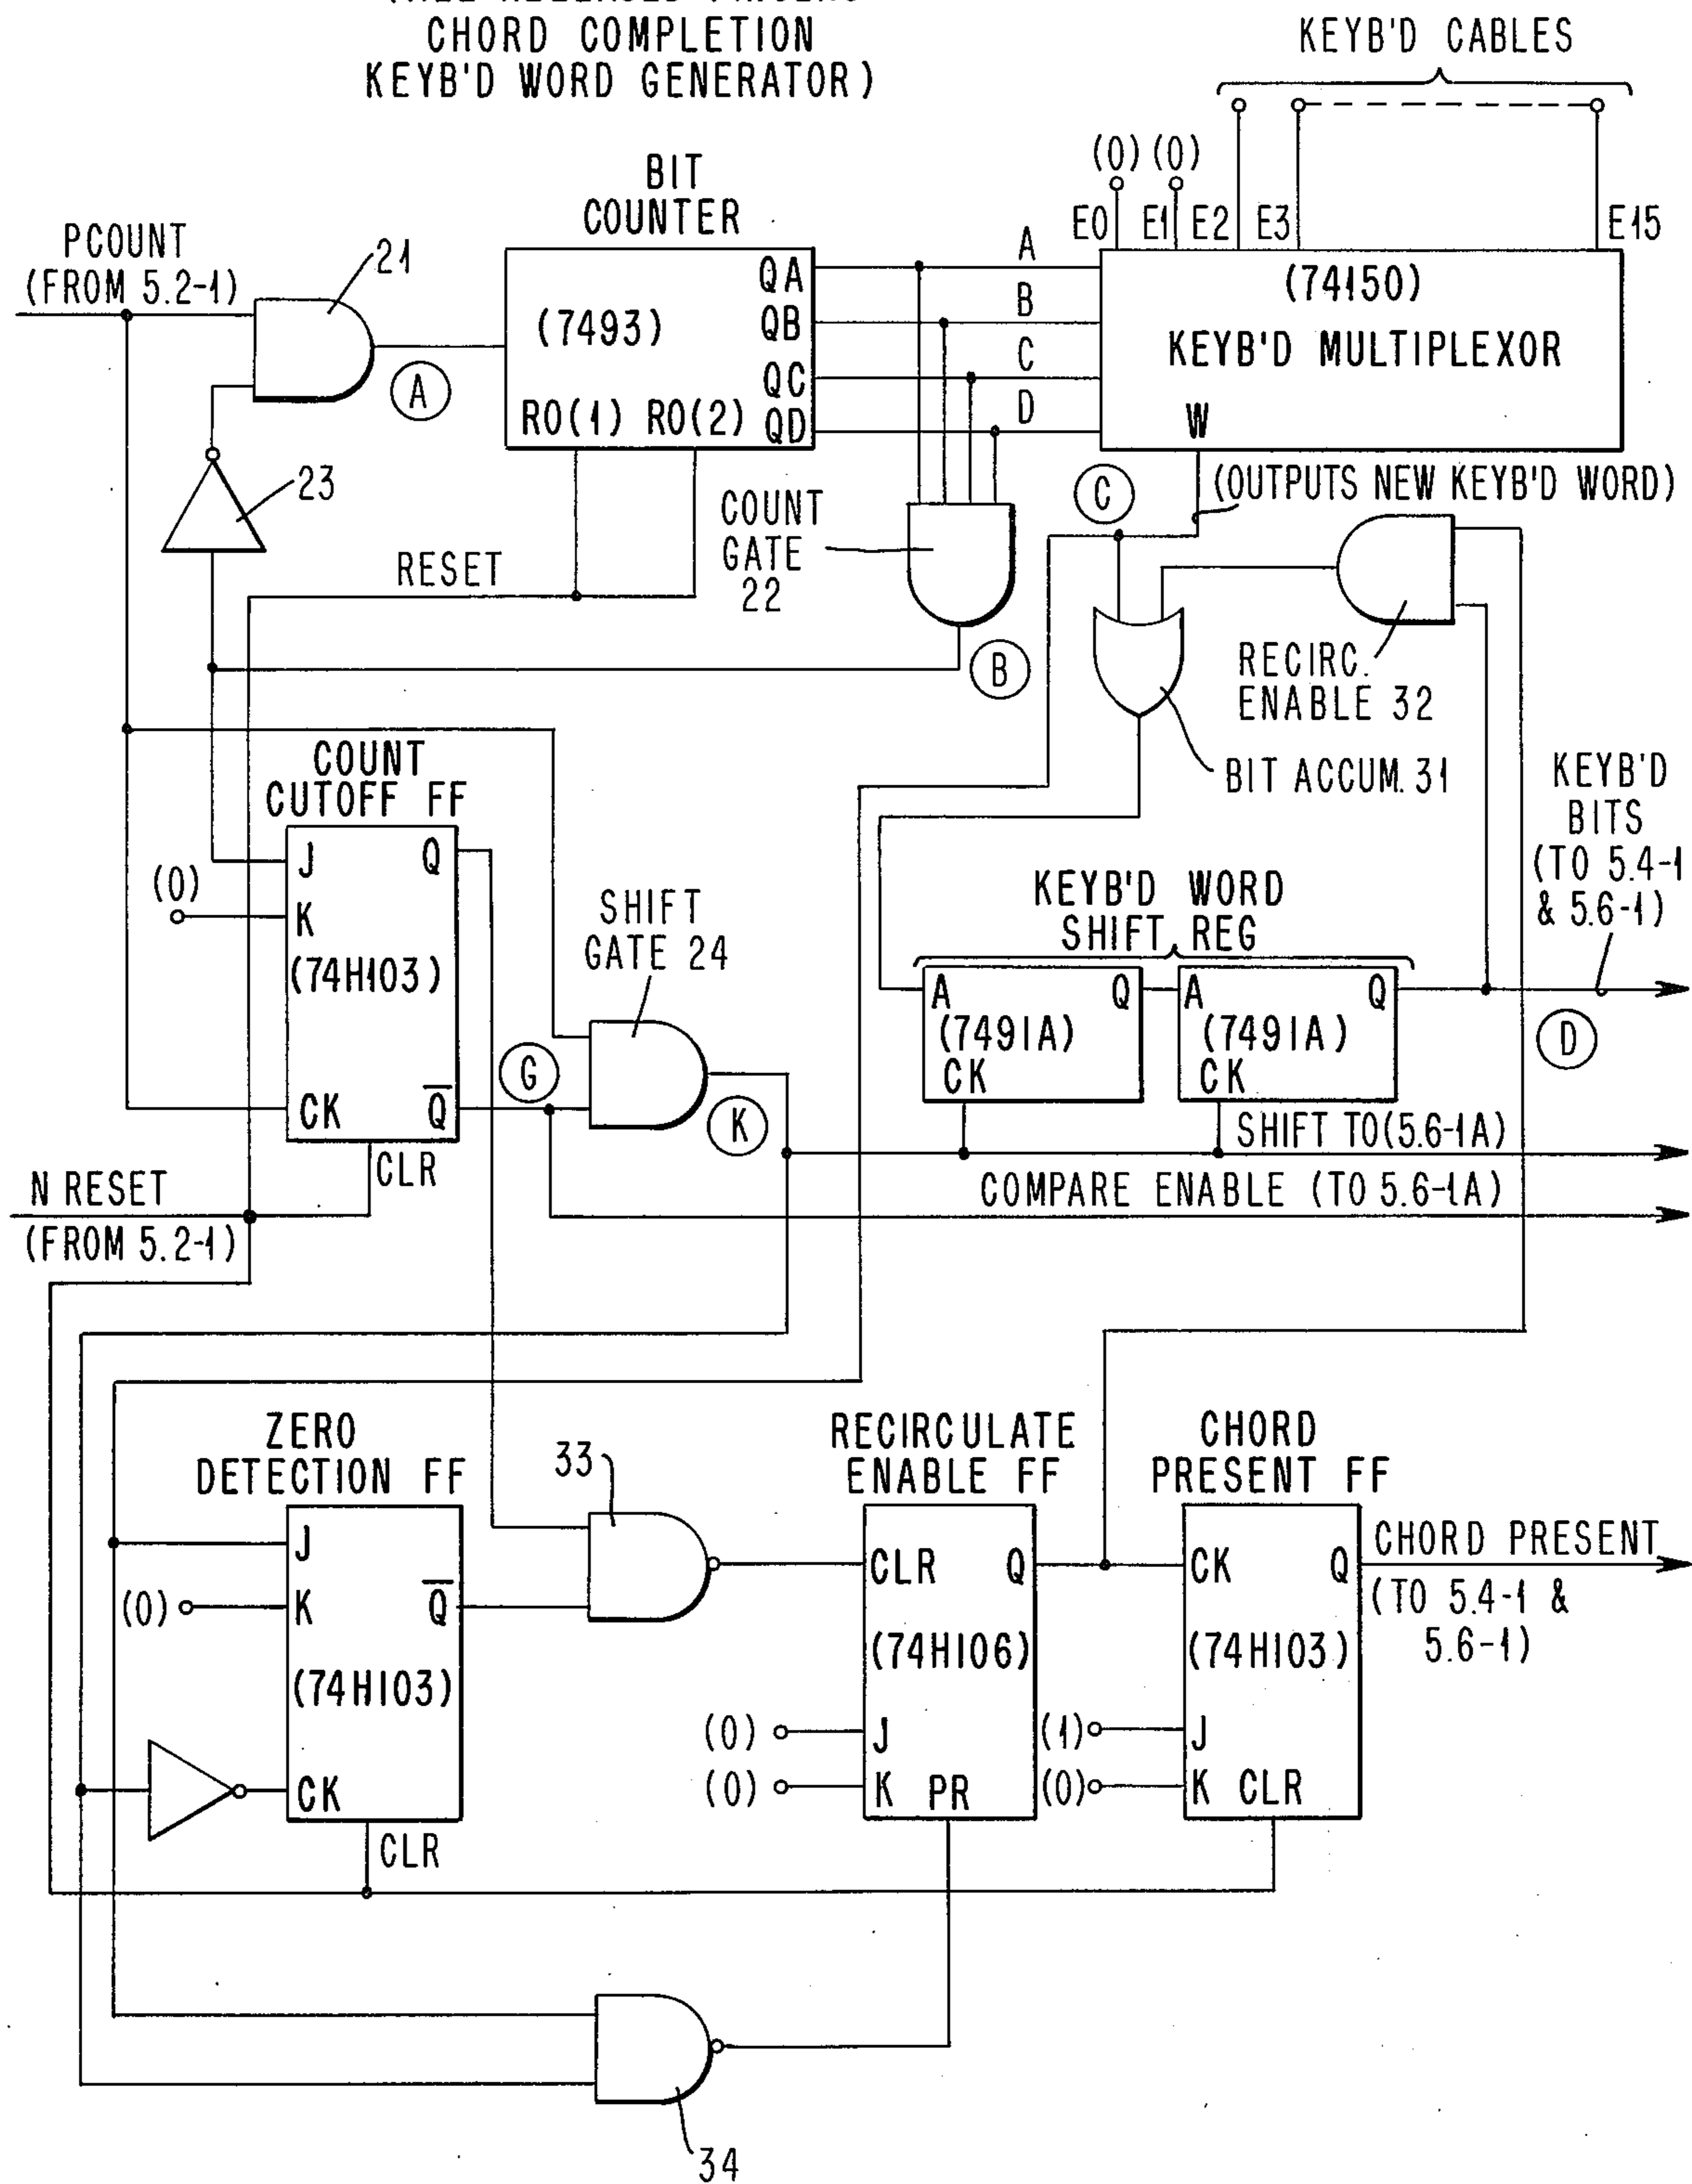 CHORD COMPLETION
KEYB'D WORD GENERATOR)
KEYB'D CABLES
(0) (0)
E0 E1 E2 E3 E15
BIT
COUNTER
PCOUNT
(FROM 5.2-1)
21
(7493)
QA
QB
QC
QD
RO(1) RO(2)
A
B
C
D
(74150)
KEYB'D MULTIPLEXOR
W
A
23
COUNT
GATE
22
C
(OUTPUTS NEW KEYB'D WORD)
RESET
B
RECIRC.
ENABLE 32
BIT ACCUM. 31
COUNT
CUTOFF FF
J Q
(0)
K
(74H103)
CK Q
CLR
SHIFT
GATE 24
G
K
KEYB'D WORD
SHIFT REG
A Q A Q
(7491A) (7491A)
CK CK
KEYB'D
BITS
(TO 5.4-1
& 5.6-1)
D
SHIFT TO(5.6-1A)
COMPARE ENABLE (TO 5.6-1A)
N RESET
(FROM 5.2-1)
ZERO
DETECTION FF
J
(0) K Q
(74H103)
CK
CLR
33
RECIRCULATE
ENABLE FF
CLR Q
(74H106)
(0) J
(0) K PR
CHORD
PRESENT FF
CK Q
(74H103)
(1) J
(0) K CLR
CHORD PRESENT
(TO 5.4-1 &
5.6-1)
34